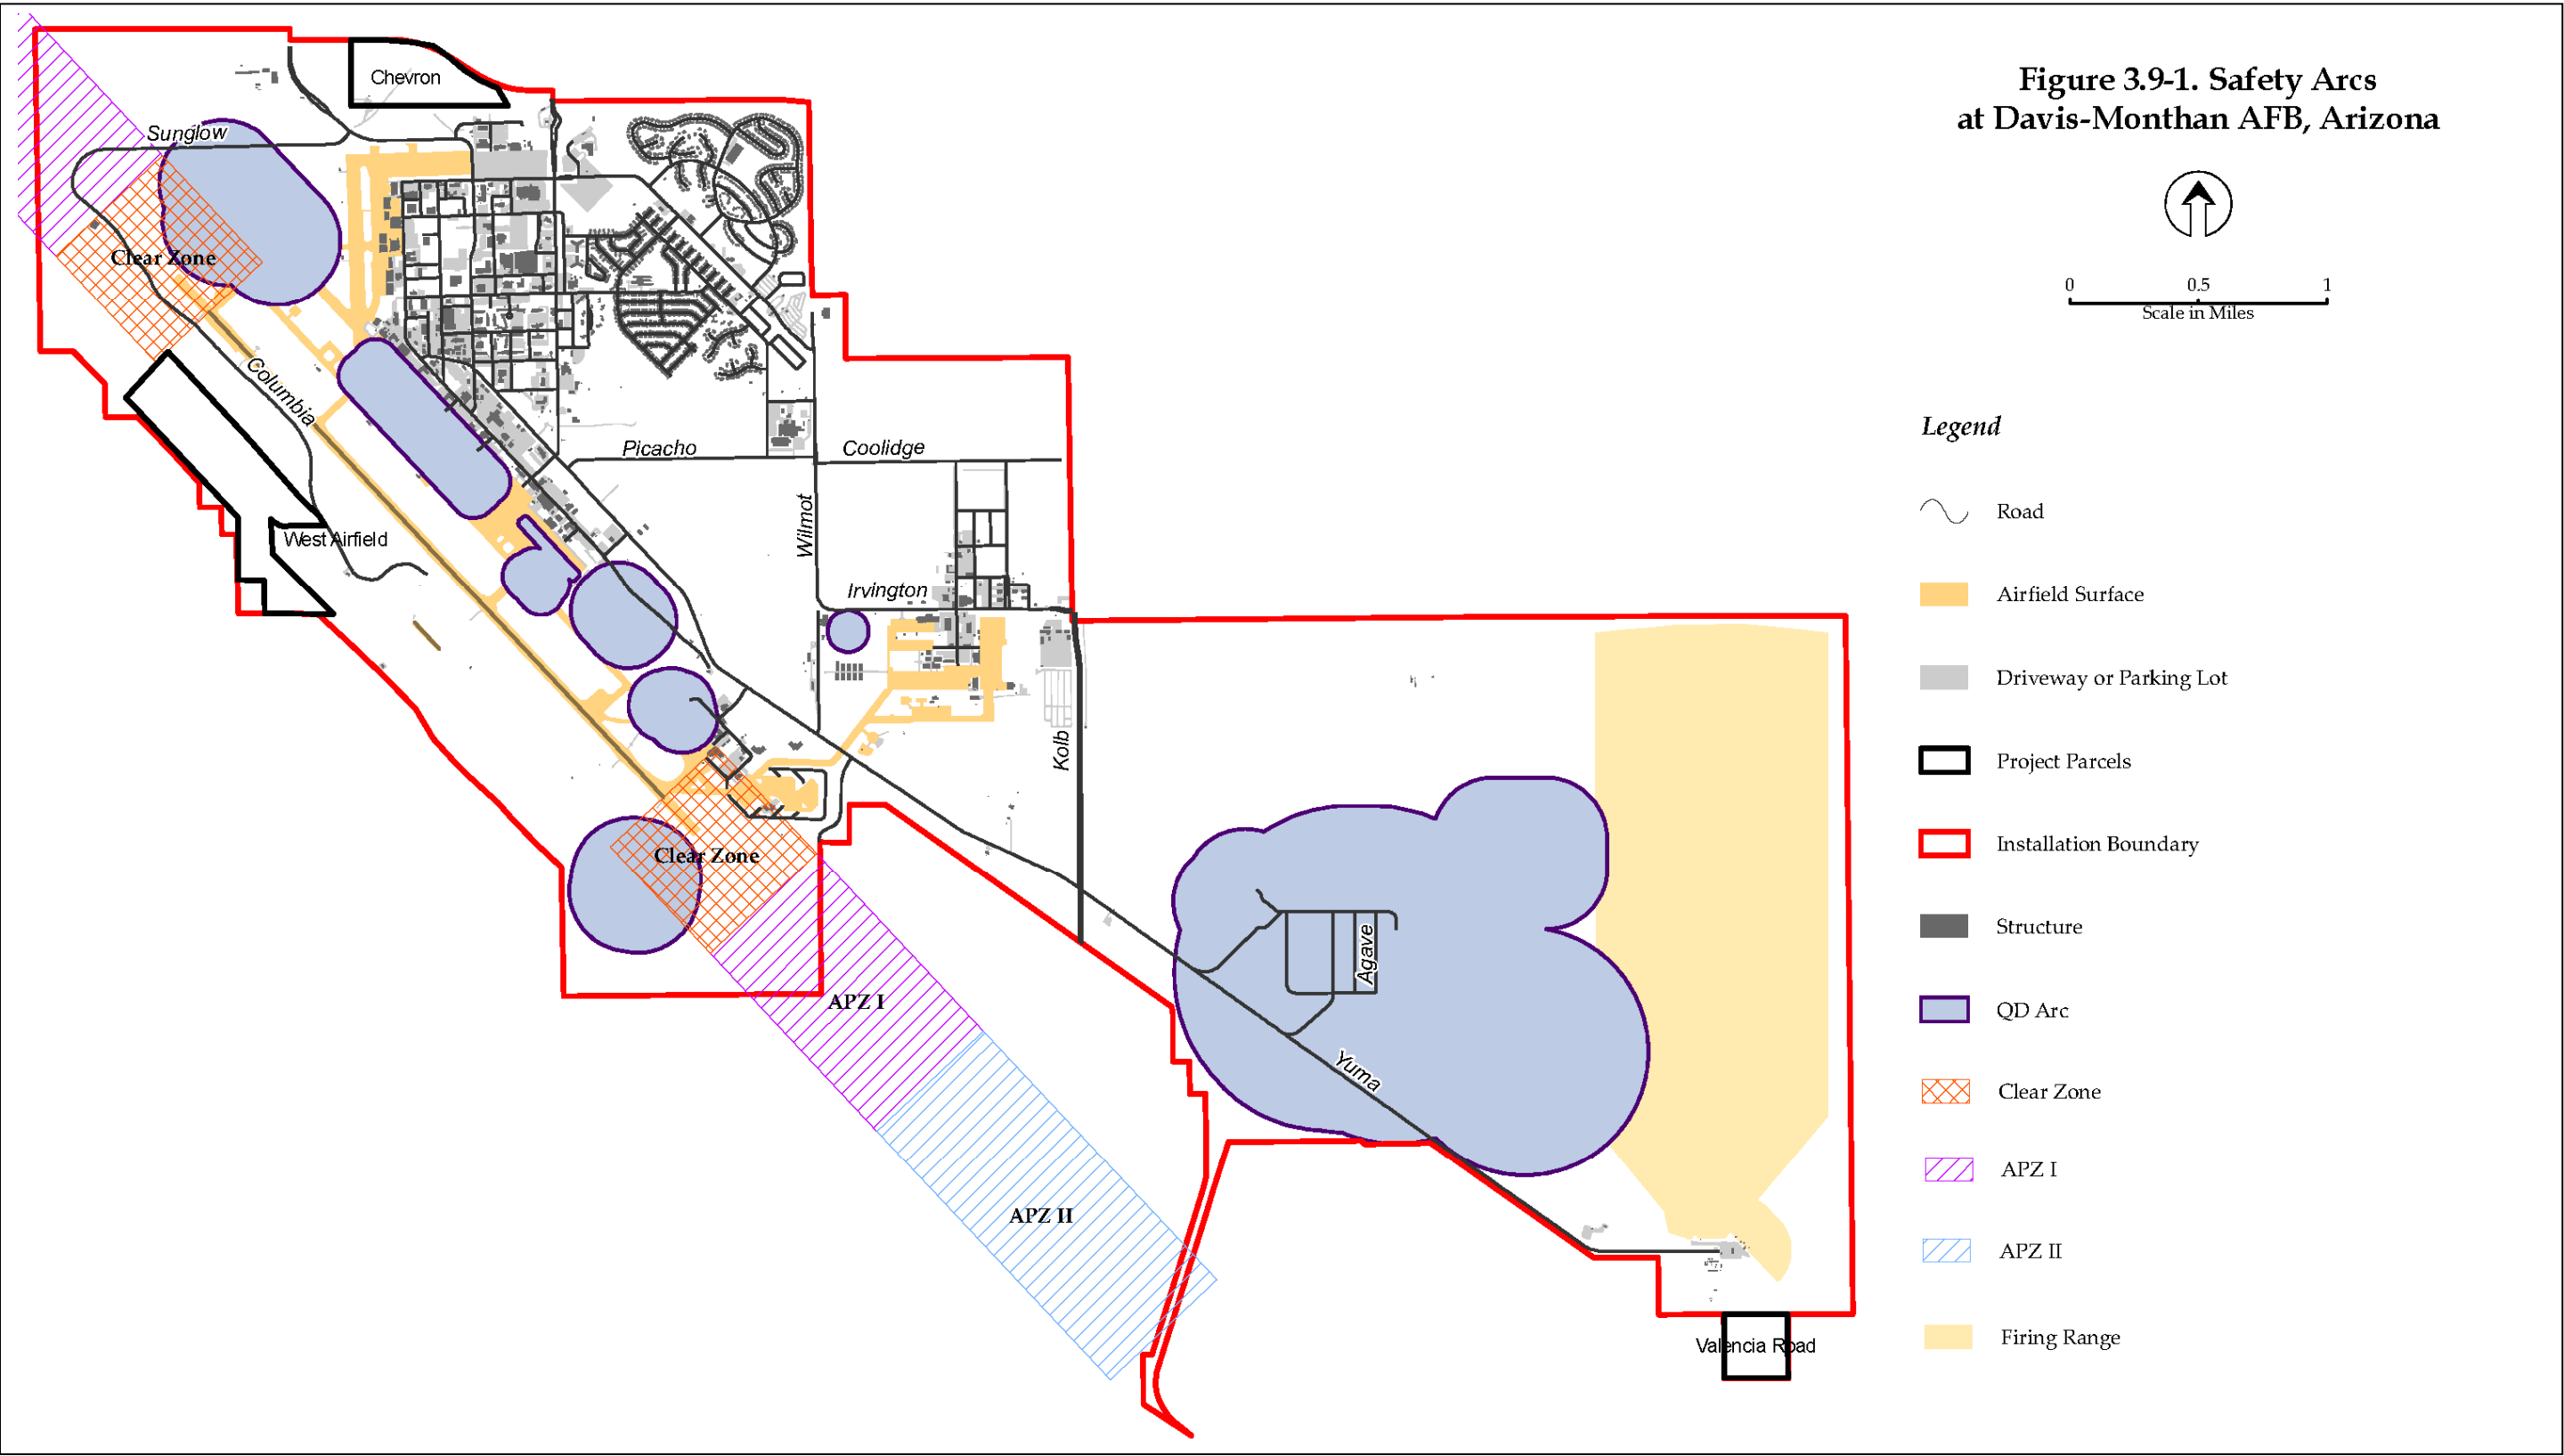 Figure 3.9-1. Safety Arcs
at Davis-Monthan AFB, Arizona
0 0.5 1
Scale in Miles
Legend
Road
Airfield Surface
Driveway or Parking Lot
Project Parcels
Installation Boundary
Structure
QD Arc
Clear Zone
APZ I
APZ II
Firing Range
Chevron
Sunglow
Clear Zone
Columbia
Picacho
Coolidge
Wilmot
West Airfield
Irvington
Kolb
Clear Zone
Agave
APZ I
Yuma
APZ II
Valencia Road